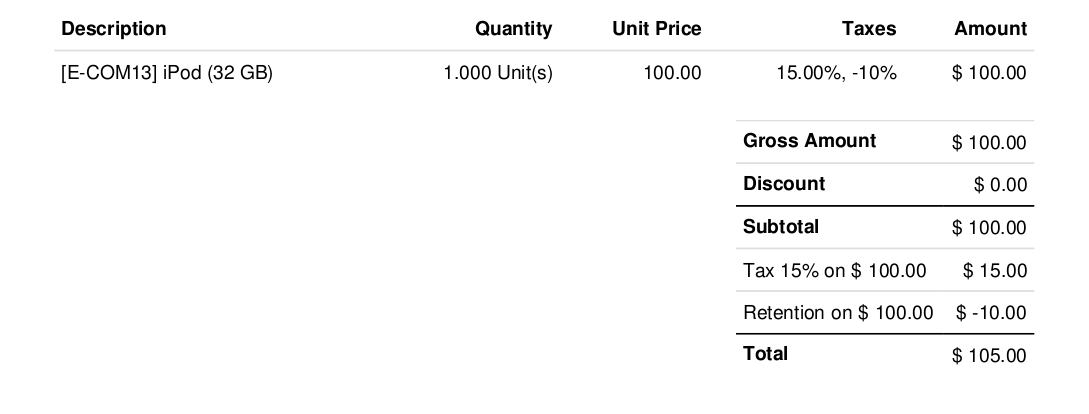 Description Quantity Unit Price Taxes Amount
[E-COM13] iPod (32 GB) 1.000 Unit(s) 100.00 15.00%, -10% $ 100.00
Gross Amount $ 100.00
Discount $ 0.00
Subtotal $ 100.00
Tax 15% on $ 100.00 $ 15.00
Retention on $ 100.00 $ -10.00
Total $ 105.00